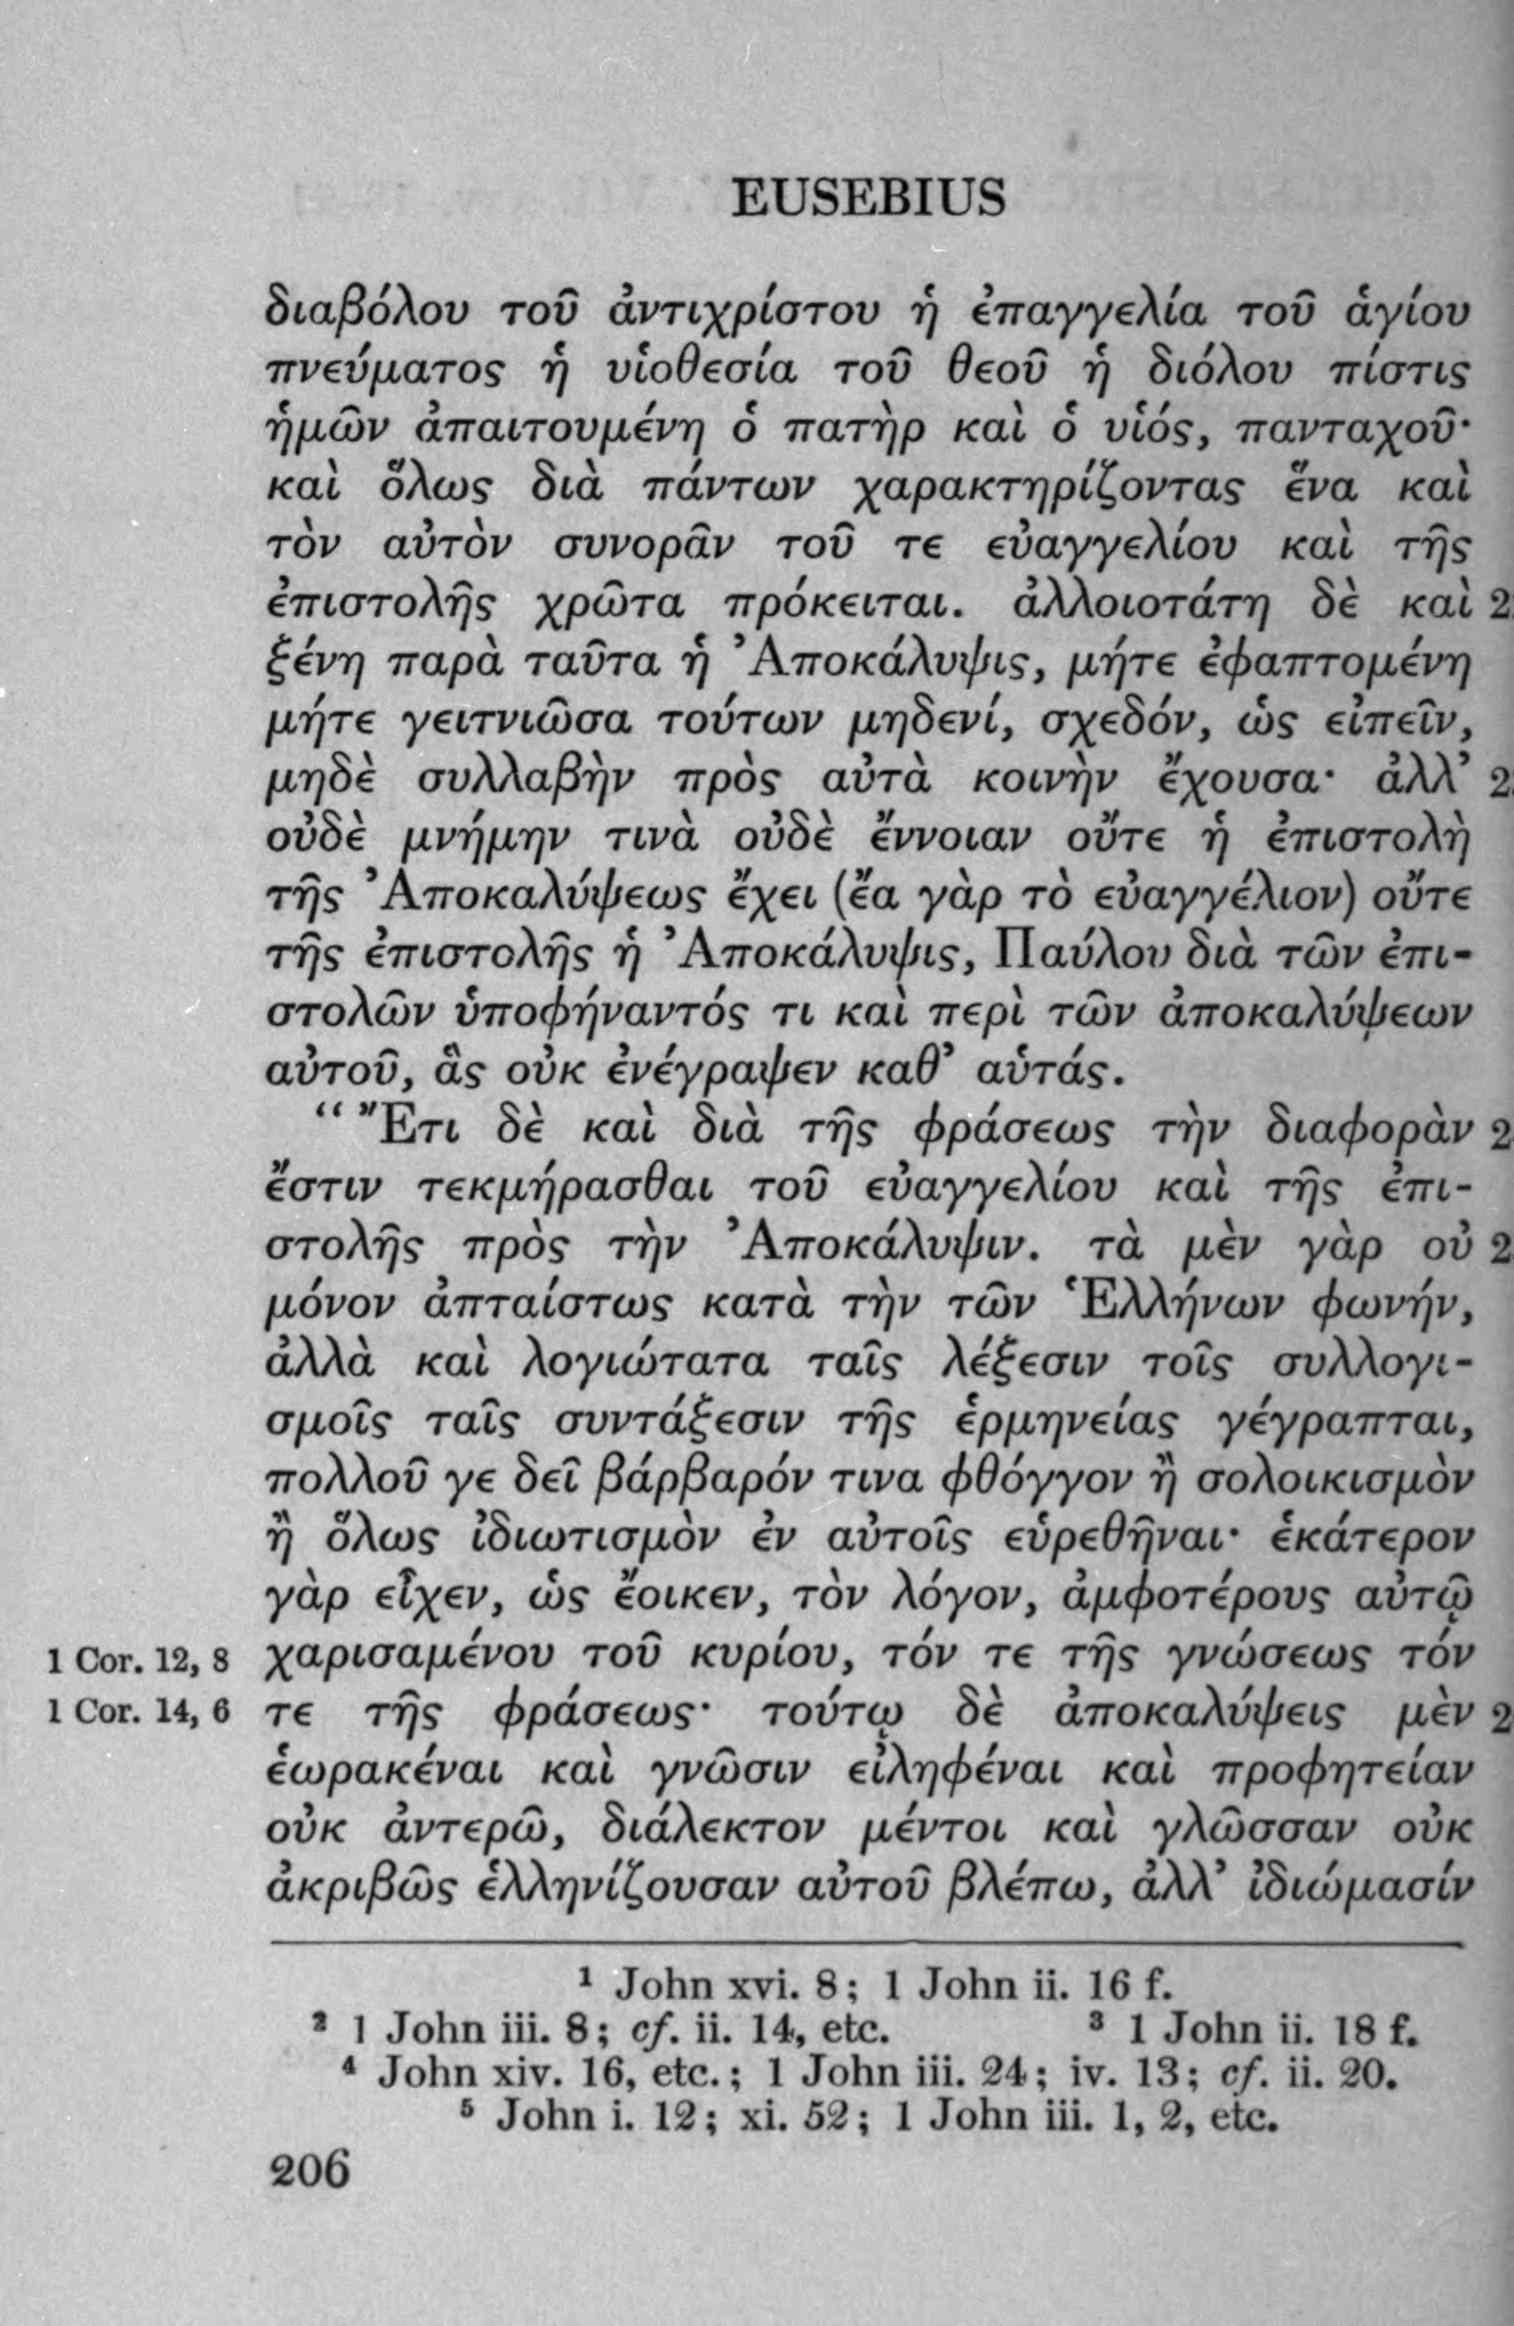 EUSEBIUS
διαβόλου τοῦ ἀντιχρίστου ἡ ἐπαγγελία τοῦ ἁγίου
πνεύματος ἡ υἱοθεσία τοῦ θεοῦ ἡ διόλου πίστις
ἡμῶν ἀπαιτουμένη ὁ πατὴρ καὶ ὁ υἱός, πανταχοῦ·
καὶ ὅλως διὰ πάντων χαρακτηρίζοντας ἕνα καὶ
τὸν αὐτὸν συνορᾶν τοῦ τε εὐαγγελίου καὶ τῆς
ἐπιστολῆς χρῶτα πρόκειται. ἀλλοιοτάτη δὲ καὶ 2
ξένη παρὰ ταῦτα ἡ Ἀποκάλυψις, μήτε ἐφαπτομένη
μήτε γειτνιῶσα τούτων μηδενί, σχεδόν, ὡς εἰπεῖν,
μηδὲ συλλαβὴν πρὸς αὐτὰ κοινὴν ἔχουσα· ἀλλ’ 2
οὐδὲ μνήμην τινὰ οὐδὲ ἔννοιαν οὔτε ἡ ἐπιστολὴ
τῆς Ἀποκαλύψεως ἔχει (ἔα γὰρ τὸ εὐαγγέλιον) οὔτε
τῆς ἐπιστολῆς ἡ Ἀποκάλυψις, Παύλου διὰ τῶν ἐπι-
στολῶν ὑποφήναντός τι καὶ περὶ τῶν ἀποκαλύψεων
αὐτοῦ, ἃς οὐκ ἐνέγραψεν καθ’ αὑτάς.
“ Ἔτι δὲ καὶ διὰ τῆς φράσεως τὴν διαφορὰν 2
ἔστιν τεκμήρασθαι τοῦ εὐαγγελίου καὶ τῆς ἐπι-
στολῆς πρὸς τὴν Ἀποκάλυψιν. τὰ μὲν γὰρ οὐ 2
μόνον ἀπταίστως κατὰ τὴν τῶν Ἑλλήνων φωνήν,
ἀλλὰ καὶ λογιώτατα ταῖς λέξεσιν τοῖς συλλογι-
σμοῖς ταῖς συντάξεσιν τῆς ἑρμηνείας γέγραπται,
πολλοῦ γε δεῖ βάρβαρόν τινα φθόγγον ἢ σολοικισμὸν
ἢ ὅλως ἰδιωτισμὸν ἐν αὐτοῖς εὑρεθῆναι· ἑκάτερον
γὰρ εἶχεν, ὡς ἔοικεν, τὸν λόγον, ἀμφοτέρους αὐτῷ
1 Cor. 12, 8 χαρισαμένου τοῦ κυρίου, τόν τε τῆς γνώσεως τόν
1 Cor. 14, 6 τε τῆς φράσεως· τούτῳ δὲ ἀποκαλύψεις μὲν 2
ἑωρακέναι καὶ γνῶσιν εἰληφέναι καὶ προφητείαν
οὐκ ἀντερῶ, διάλεκτον μέντοι καὶ γλῶσσαν οὐκ
ἀκριβῶς ἑλληνίζουσαν αὐτοῦ βλέπω, ἀλλ’ ἰδιώμασίν
¹ John xvi. 8; 1 John ii. 16 f.
² 1 John iii. 8; cf. ii. 14, etc. ³ 1 John ii. 18 f.
⁴ John xiv. 16, etc.; 1 John iii. 24; iv. 13; cf. ii. 20.
⁵ John i. 12; xi. 52; 1 John iii. 1, 2, etc.
206